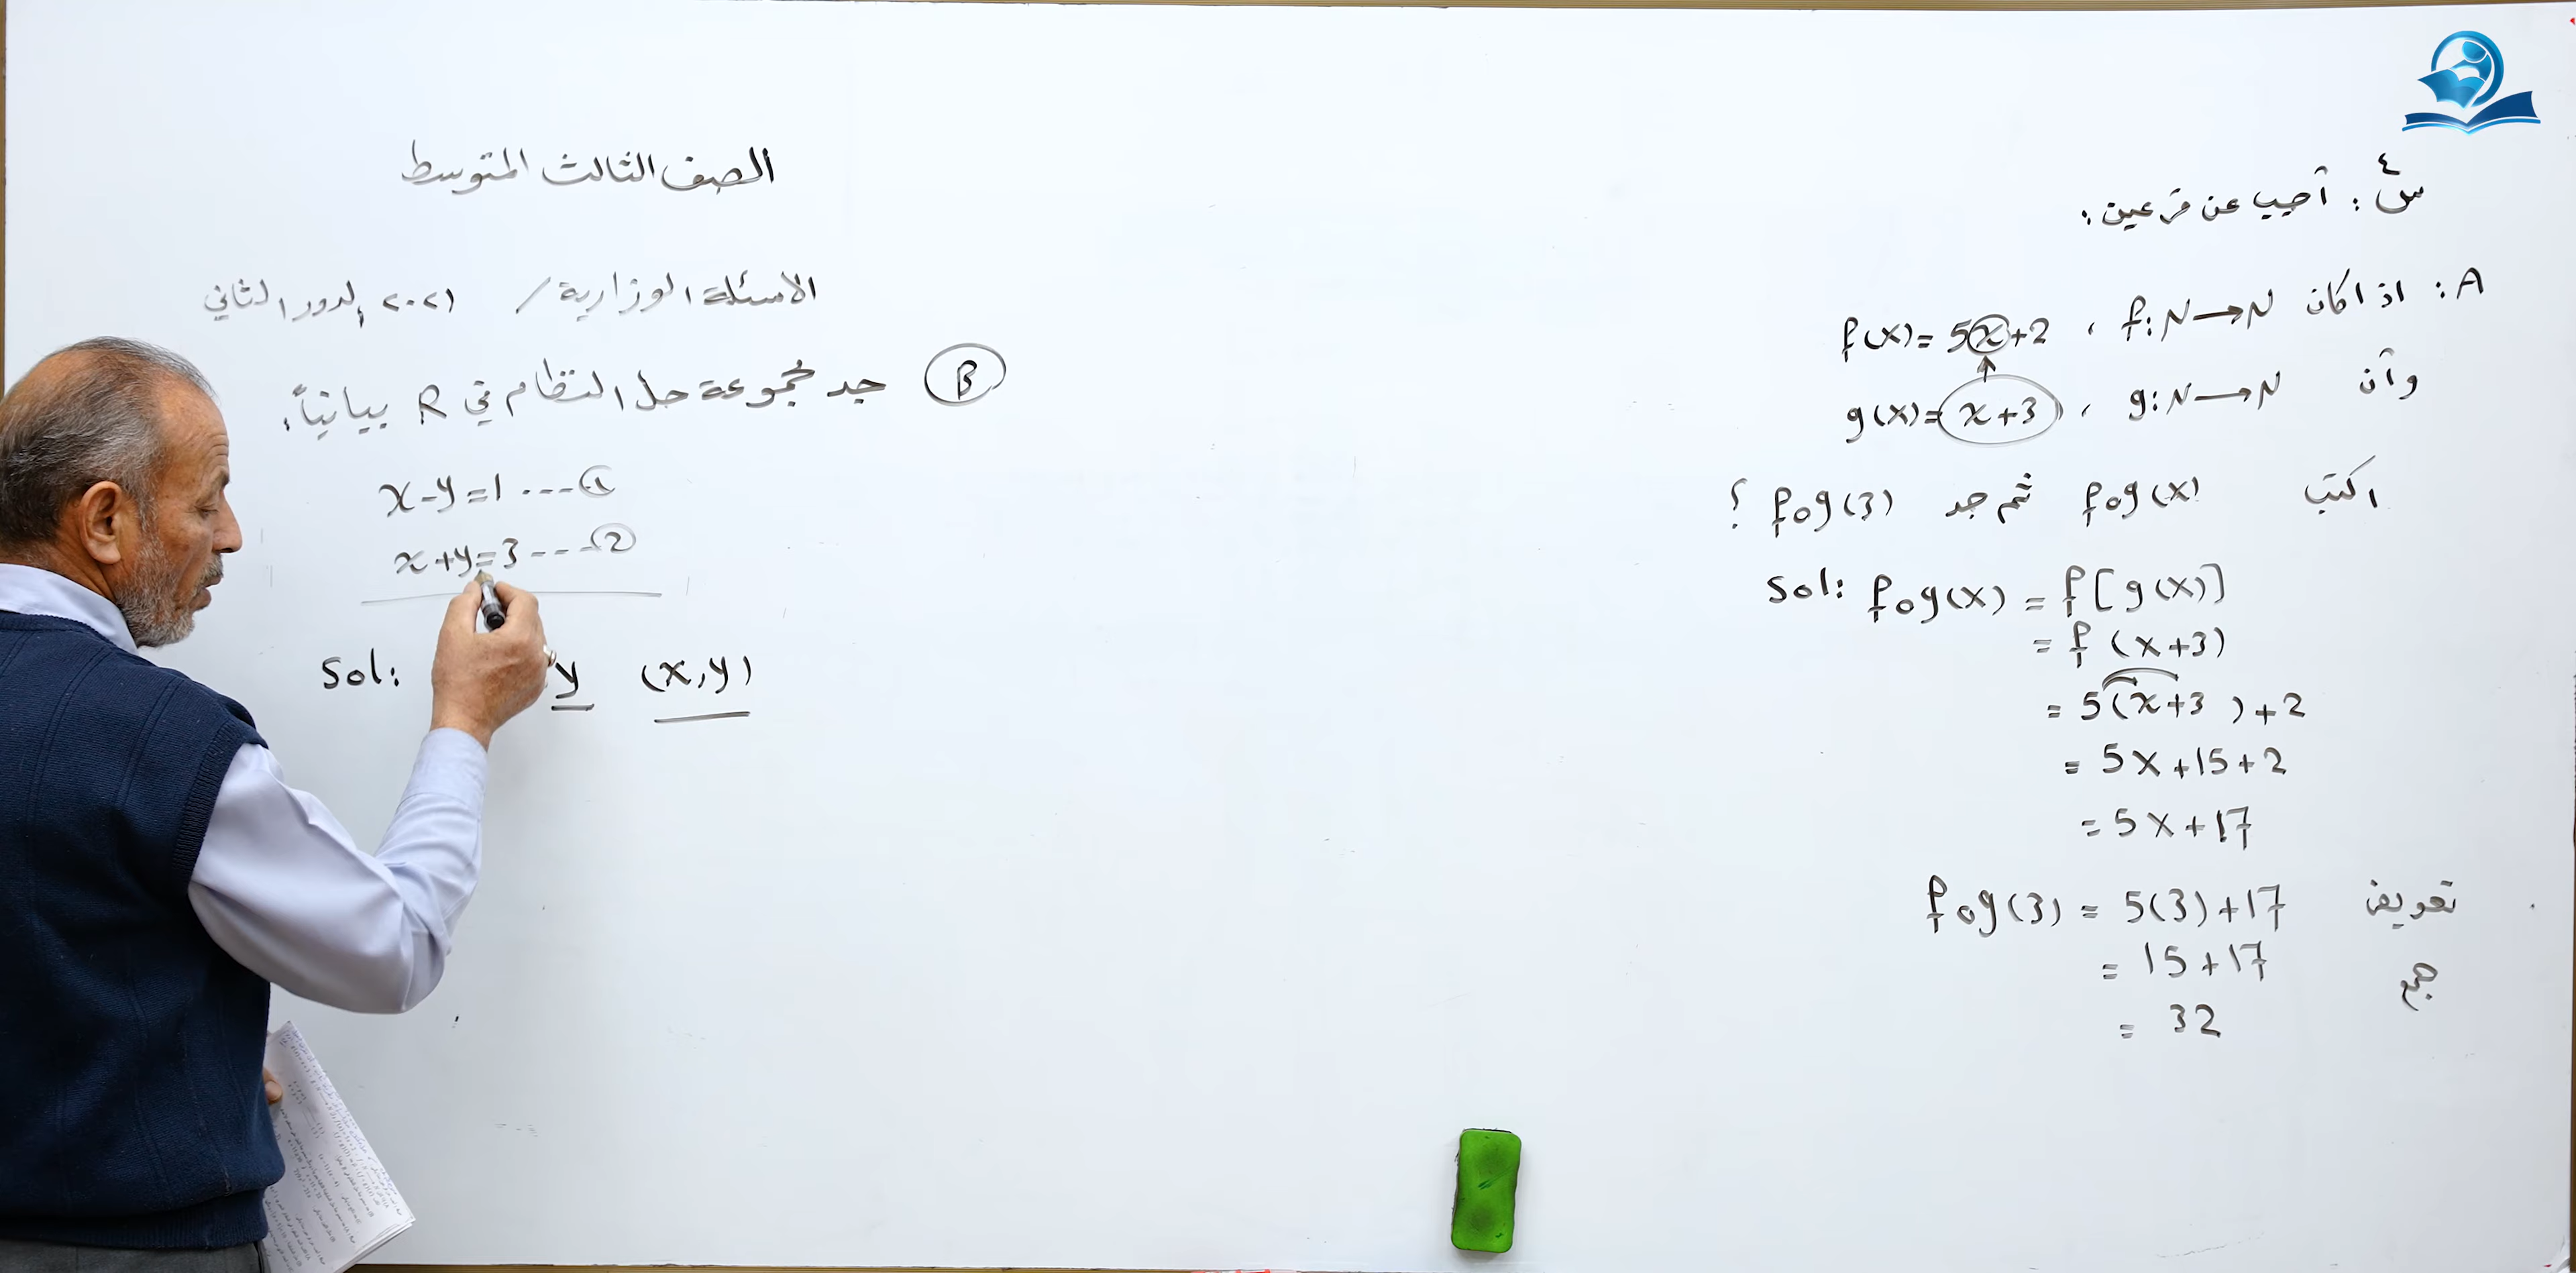 الصف الثالث المتوسط
الاسئلة الوزارية / ٢٠٢١ الدور الثاني
B جد مجموعة حل النظام في R بيانياً.
x-y=1 ---- 1
x+y=3 ---- 2
Sol: y (x,y)
س٤: أجب عن فرعين:
A: اذا كان f:N→N ، f(x)= 5x+2
وأن g:N→N ، g(x)= x+3
اكتب fog(x) ثم جد fog(3) ؟
Sol: fog(x) = f[g(x)]
= f(x+3)
= 5(x+3)+2
= 5x+15+2
= 5x+17
fog(3) = 5(3)+17 تعويض
= 15+17 جمع
= 32